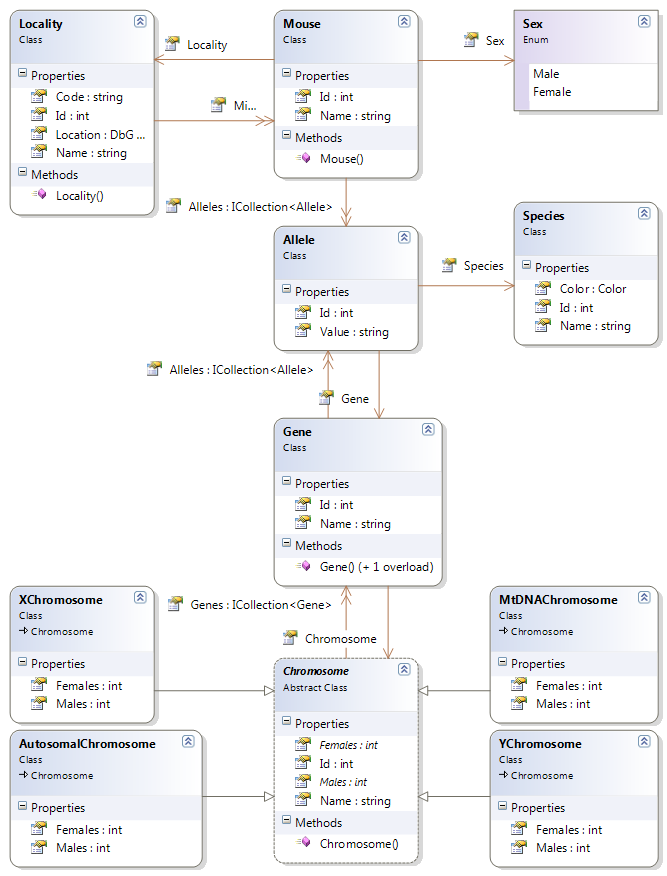 Locality
Class
Properties
Code : string
Id : int
Location : DbG ...
Name : string
Methods
Locality()
Locality
Mi...
Mouse
Class
Properties
Id : int
Name : string
Methods
Mouse()
Sex
Sex
Enum
Male
Female
Alleles : ICollection<Allele>
Allele
Class
Properties
Id : int
Value : string
Species
Species
Class
Properties
Color : Color
Id : int
Name : string
Alleles : ICollection<Allele>
Gene
Gene
Class
Properties
Id : int
Name : string
Methods
Gene() (+ 1 overload)
Genes : ICollection<Gene>
Chromosome
XChromosome
Class
Chromosome
Properties
Females : int
Males : int
MtDNAChromosome
Class
Chromosome
Properties
Females : int
Males : int
Chromosome
Abstract Class
Properties
Females : int
Id : int
Males : int
Name : string
Methods
Chromosome()
AutosomalChromosome
Class
Chromosome
Properties
Females : int
Males : int
YChromosome
Class
Chromosome
Properties
Females : int
Males : int